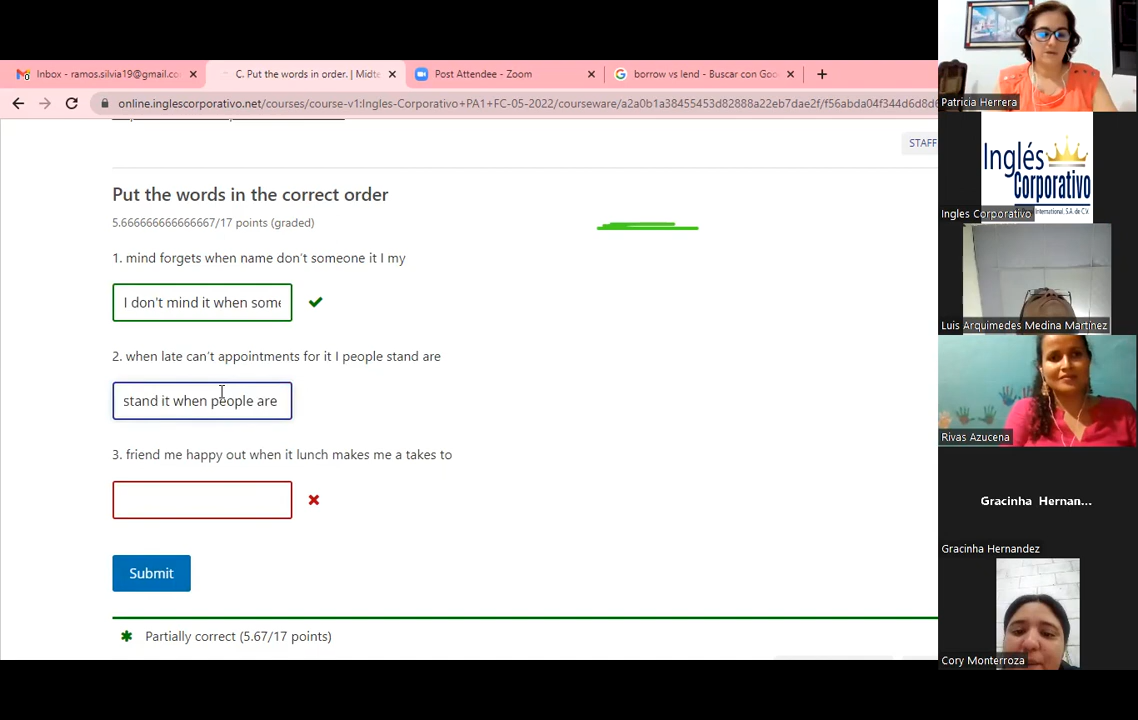 Inbox - ramos.silvia19@gmail.co
C. Put the words in order. | Midte
Post Attendee - Zoom
borrow vs lend - Buscar con Goo
online.inglescorporativo.net/courses/course-v1:Ingles-Corporativo+PA1+FC-05-2022/courseware/a2a0b1a38455453d82888a22eb7dae2f/f56abda04f344d6d8d6
STAFF
Put the words in the correct order
5.666666666666667/17 points (graded)
1. mind forgets when name don't someone it I my
I don't mind it when some
2. when late can't appointments for it I people stand are
stand it when people are
3. friend me happy out when it lunch makes me a takes to
Submit
Partially correct (5.67/17 points)
Patricia Herrera
Inglés
Corporativo
International, S.A. de C.V.
Ingles Corporativo
Luis Arquimedes Medina Martínez
Rivas Azucena
Gracinha Hernan...
Gracinha Hernandez
Cory Monterroza